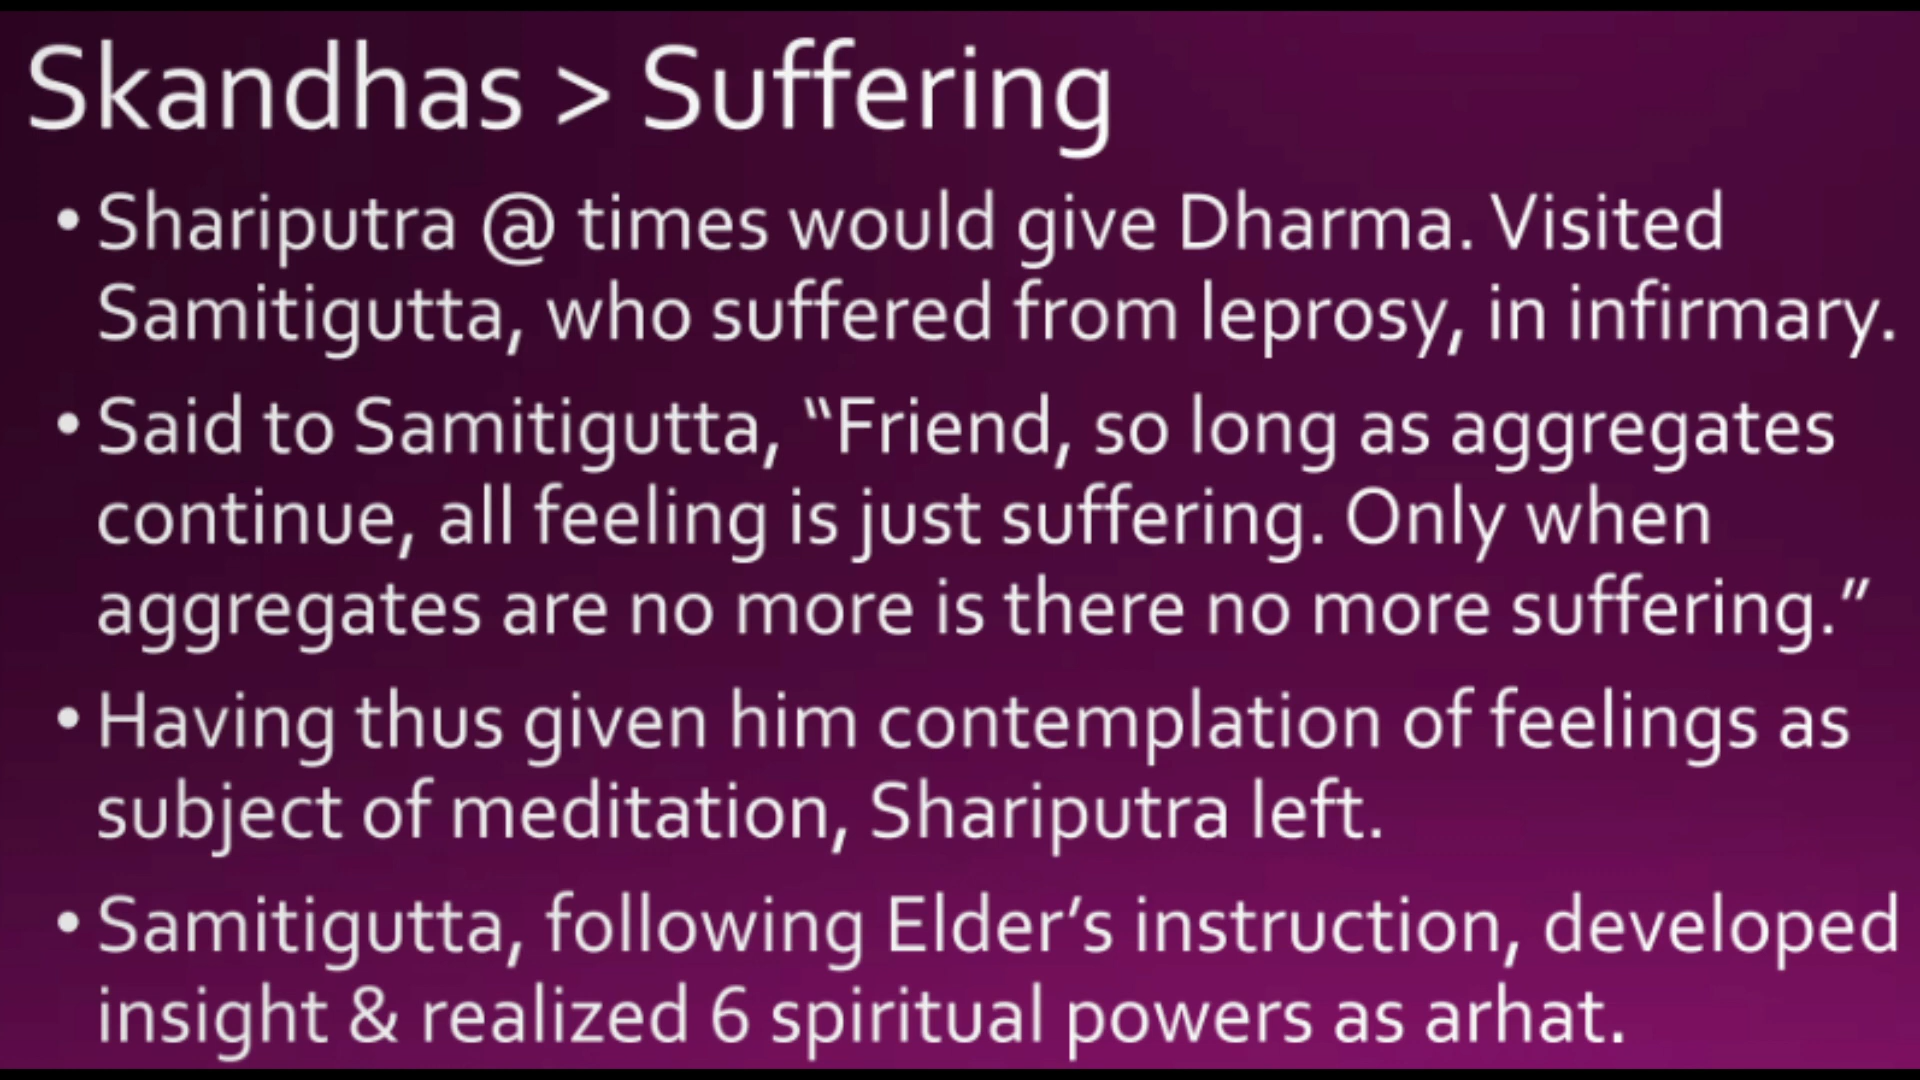 Skandhas > Suffering
• Shariputra @ times would give Dharma. Visited
Samitigutta, who suffered from leprosy, in infirmary.
• Said to Samitigutta, “Friend, so long as aggregates
continue, all feeling is just suffering. Only when
aggregates are no more is there no more suffering.”
• Having thus given him contemplation of feelings as
subject of meditation, Shariputra left.
• Samitigutta, following Elder’s instruction, developed
insight & realized 6 spiritual powers as arhat.